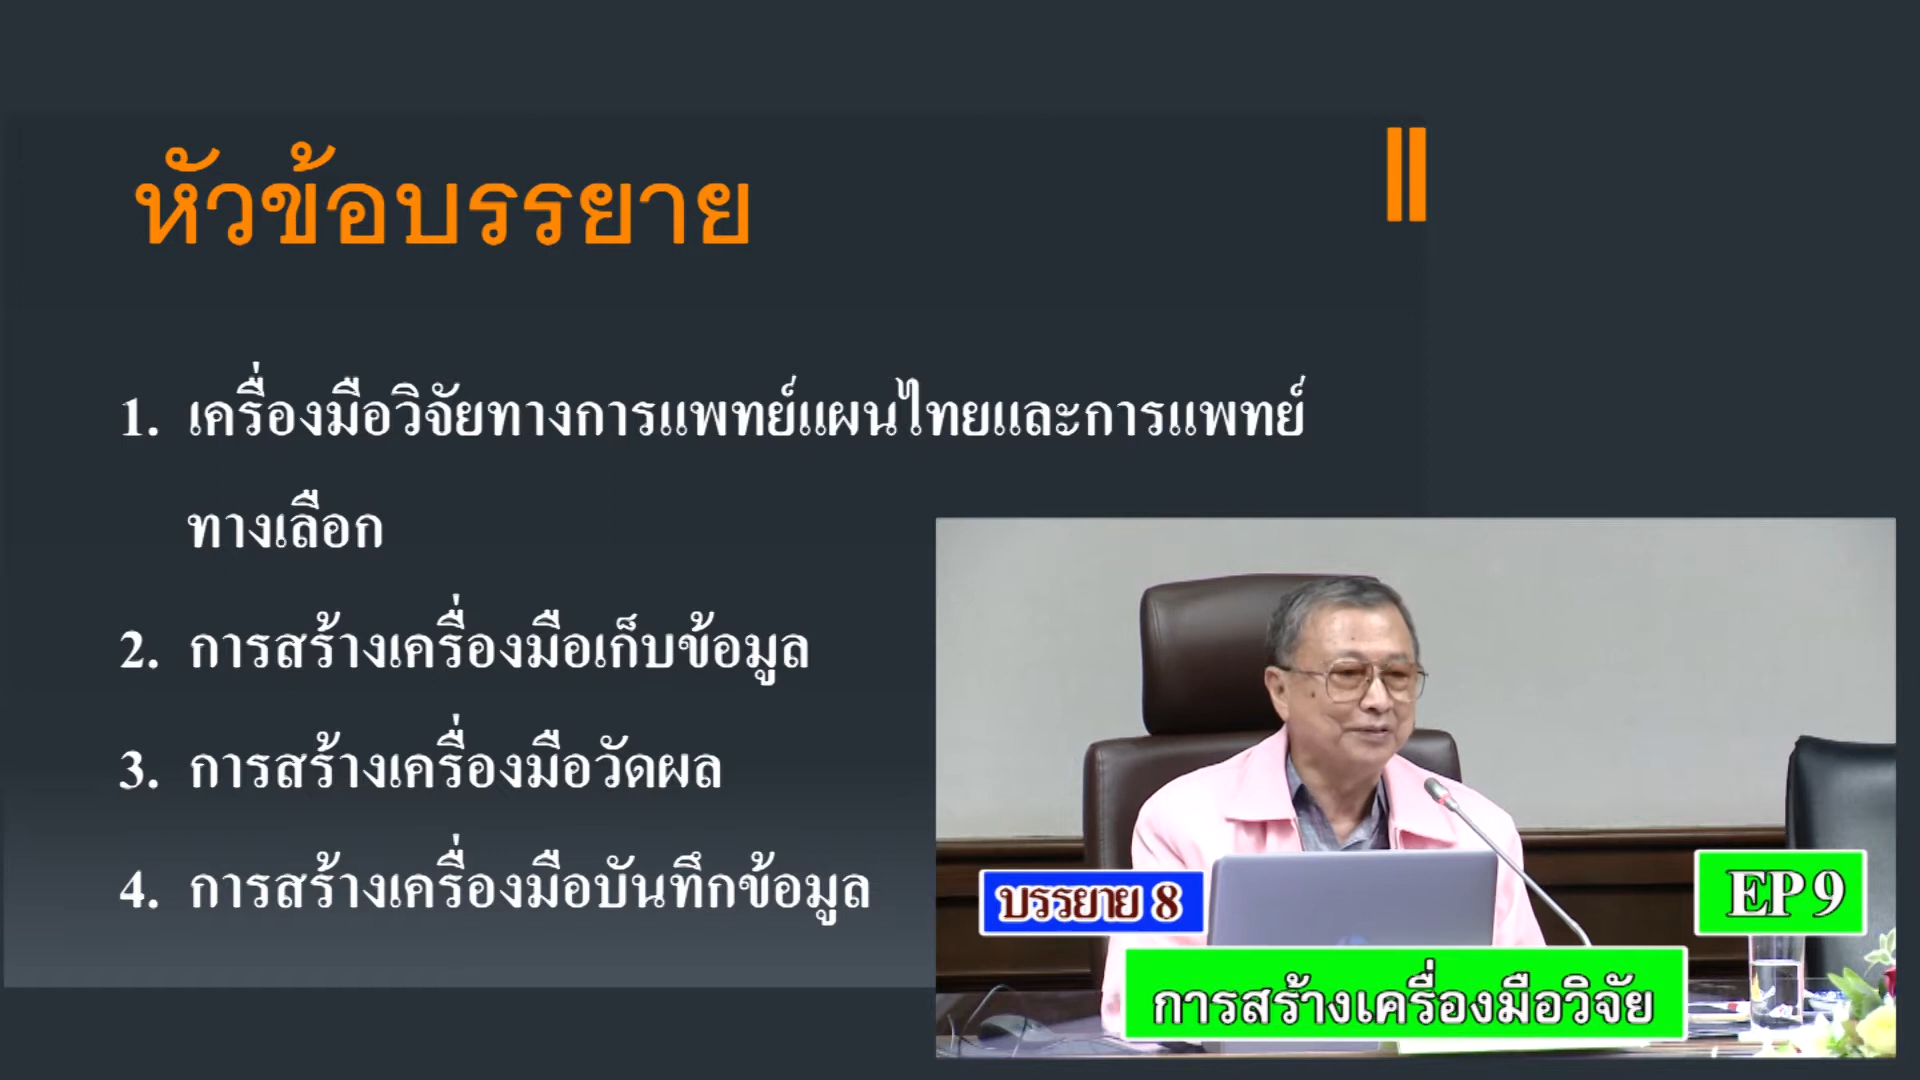 หัวข้อบรรยาย
1. เครื่องมือวิจัยทางการแพทย์แผนไทยและการแพทย์
ทางเลือก
2. การสร้างเครื่องมือเก็บข้อมูล
3. การสร้างเครื่องมือวัดผล
4. การสร้างเครื่องมือบันทึกข้อมูล
บรรยาย 8
EP 9
การสร้างเครื่องมือวิจัย